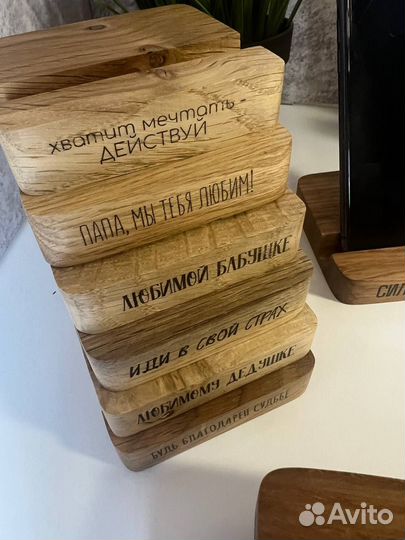 хватит мечтать -
ДЕЙСТВУЙ
ПАПА, МЫ ТЕБЯ ЛЮБИМ!
ЛЮБИМОЙ БАБУШКЕ
ИДИ В СВОЙ СТРАХ
ЛЮБИМОМУ ДЕДУШКЕ
БУДЬ БЛАГОДАРЕН СУДЬБЕ
Avito